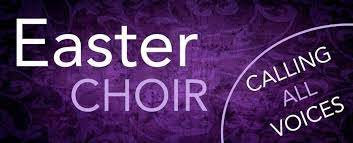 Easter
CHOIR
CALLING
ALL
VOICES